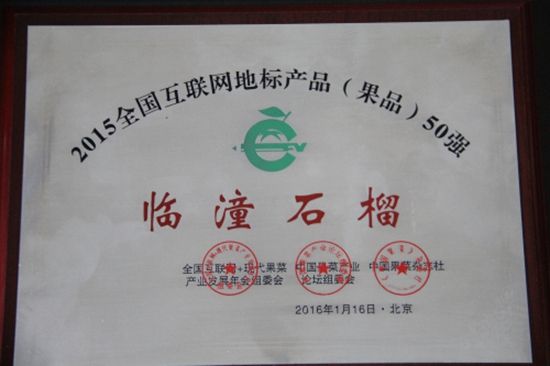 2015全国互联网地标产品（果品）50强
临潼石榴
全国互联网+现代果菜 中国果菜产业 中国果菜杂志社
产业发展年会组委会 论坛组委会
2016年1月16日·北京